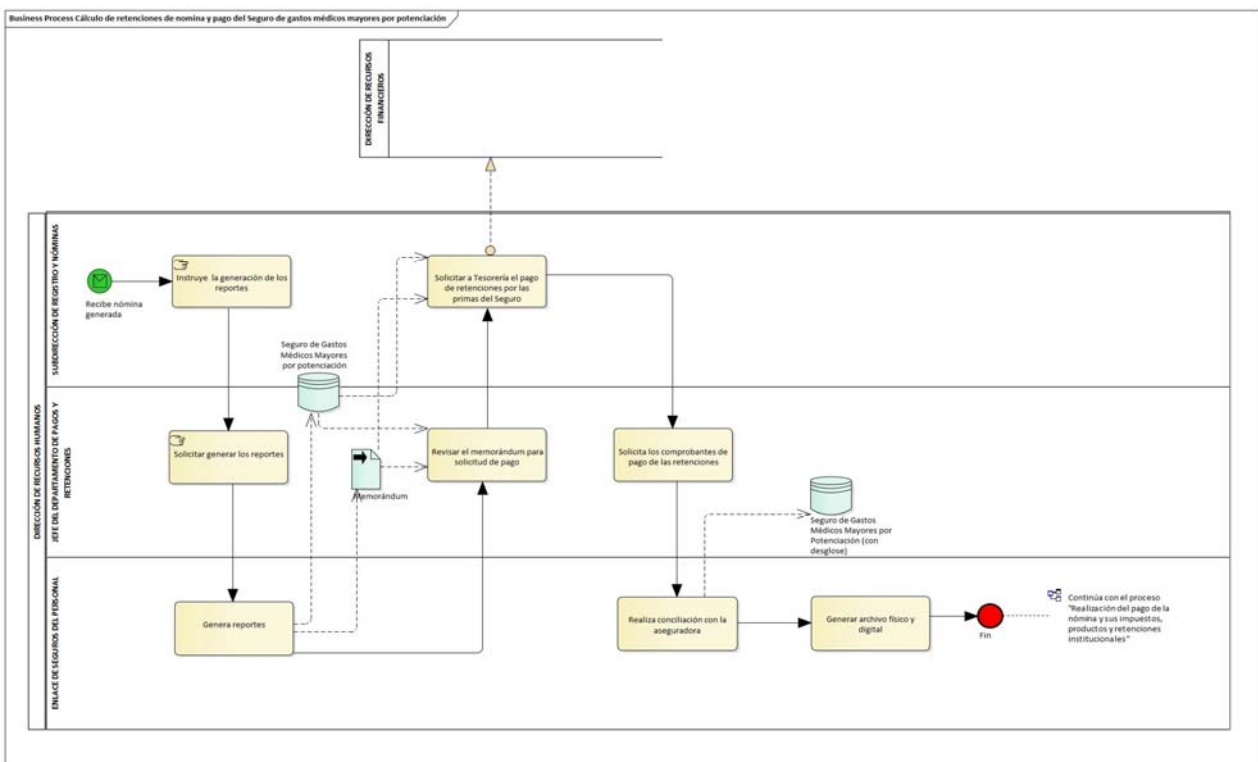 Business Process Cálculo de retenciones de nomina y pago del Seguro de gastos médicos mayores por potenciación
DIRECCIÓN DE RECURSOS
FINANCIEROS
DIRECCIÓN DE RECURSOS HUMANOS
SUBDIRECCIÓN DE REGISTRO Y NÓMINAS
Recibe nómina
generada
Instruye la generación de los
reportes
Solicitar a Tesorería el pago
de retenciones por las
primas del Seguro
Seguro de Gastos
Médicos Mayores
por potenciación
JEFE DEL DEPARTAMENTO DE PAGOS Y
RETENCIONES
Solicitar generar los reportes
Memorándum
Revisar el memorándum para
solicitud de pago
Solicita los comprobantes de
pago de las retenciones
Seguro de Gastos
Médicos Mayores por
Potenciación (con
desglose)
ENLACE DE SEGUROS DEL PERSONAL
Genera reportes
Realiza conciliación con la
aseguradora
Generar archivo físico y
digital
Fin
Continúa con el proceso
"Realización del pago de la
nómina y sus impuestos,
productos y retenciones
institucionales"